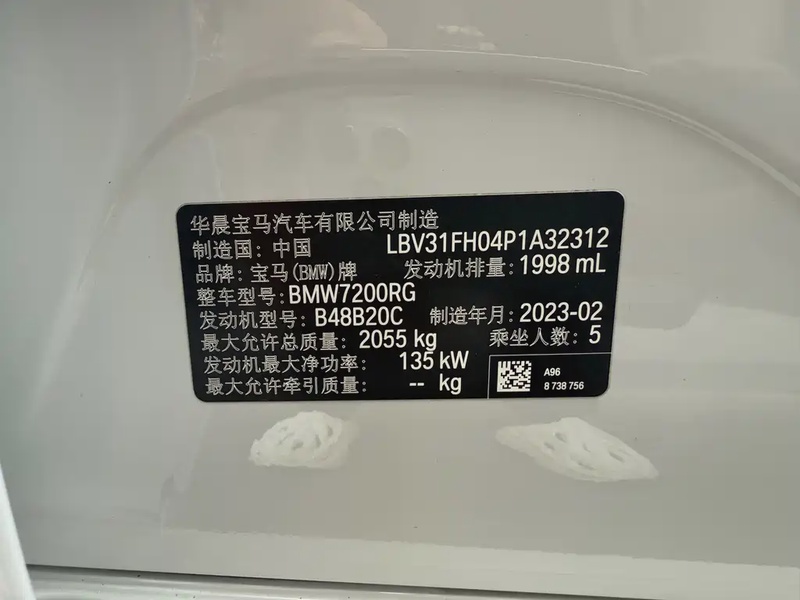 华晨宝马汽车有限公司制造
制造国: 中国 LBV31FH04P1A32312
品牌: 宝马(BMW)牌 发动机排量: 1998 mL
整车型号: BMW7200RG
发动机型号: B48B20C 制造年月: 2023-02
最大允许总质量: 2055 kg 乘坐人数: 5
发动机最大净功率: 135 kW
最大允许牵引质量: -- kg
A96
8 738 756